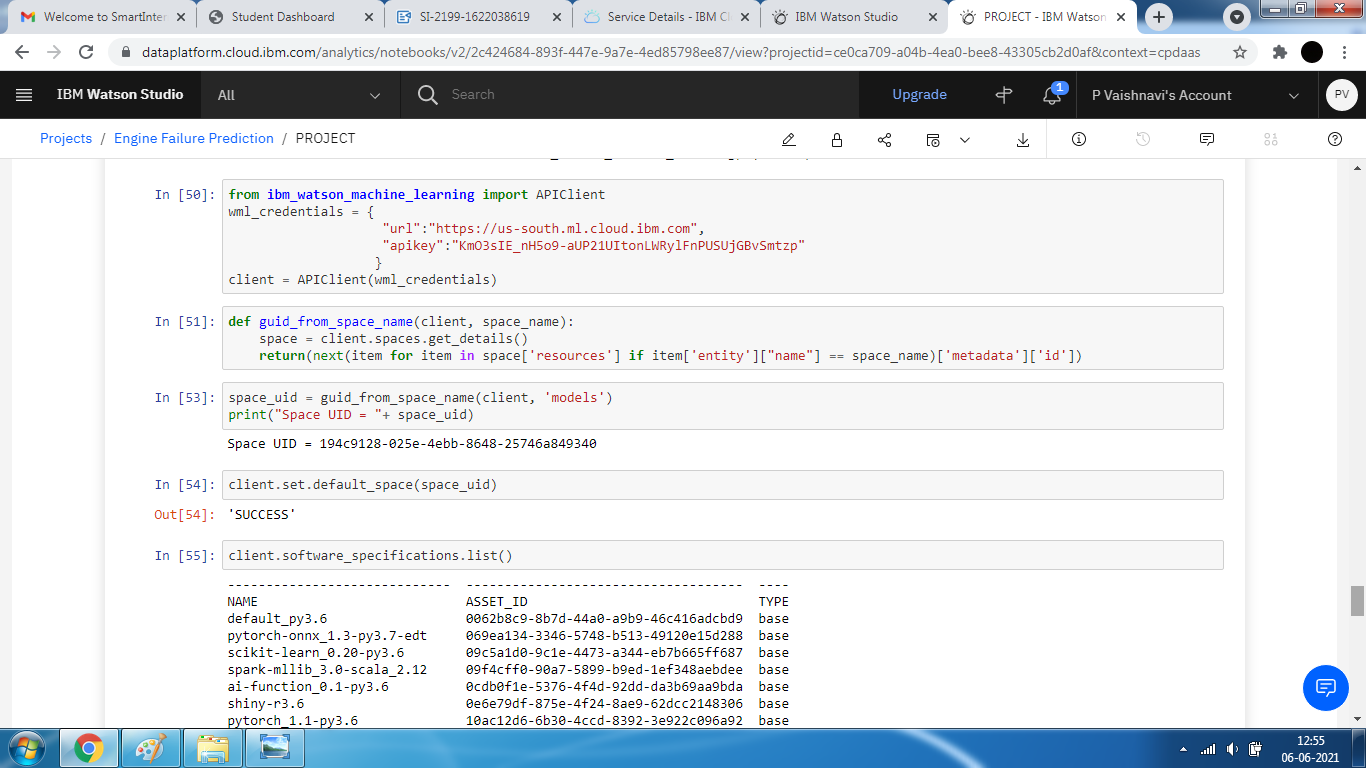 Welcome to SmartInter
Student Dashboard
SI-2199-1622038619
Service Details - IBM Cl
IBM Watson Studio
PROJECT - IBM Watson
dataplatform.cloud.ibm.com/analytics/notebooks/v2/2c424684-893f-447e-9a7e-4ed85798ee87/view?projectid=ce0ca709-a04b-4ea0-bee8-43305cb2d0af&context=cpdaas
IBM Watson Studio
All
Search
Upgrade
1
P Vaishnavi's Account
PV
Projects / Engine Failure Prediction / PROJECT
In [50]: from ibm_watson_machine_learning import APIClient
wml_credentials = {
"url":"https://us-south.ml.cloud.ibm.com",
"apikey":"KmO3sIE_nH5o9-aUP21UItonLWRylFnPUSUjGBvSmtzp"
}
client = APIClient(wml_credentials)
In [51]: def guid_from_space_name(client, space_name):
space = client.spaces.get_details()
return(next(item for item in space['resources'] if item['entity']["name"] == space_name)['metadata']['id'])
In [53]: space_uid = guid_from_space_name(client, 'models')
print("Space UID = "+ space_uid)
Space UID = 194c9128-025e-4ebb-8648-25746a849340
In [54]: client.set.default_space(space_uid)
Out[54]: 'SUCCESS'
In [55]: client.software_specifications.list()
----------------------------- ------------------------------------ ----
NAME ASSET_ID TYPE
default_py3.6 0062b8c9-8b7d-44a0-a9b9-46c416adcbd9 base
pytorch-onnx_1.3-py3.7-edt 069ea134-3346-5748-b513-49120e15d288 base
scikit-learn_0.20-py3.6 09c5a1d0-9c1e-4473-a344-eb7b665ff687 base
spark-mllib_3.0-scala_2.12 09f4cff0-90a7-5899-b9ed-1ef348aebdee base
ai-function_0.1-py3.6 0cdb0f1e-5376-4f4d-92dd-da3b69aa9bda base
shiny-r3.6 0e6e79df-875e-4f24-8ae9-62dcc2148306 base
pytorch_1.1-py3.6 10ac12d6-6b30-4ccd-8392-3e922c096a92 base
12:55
06-06-2021